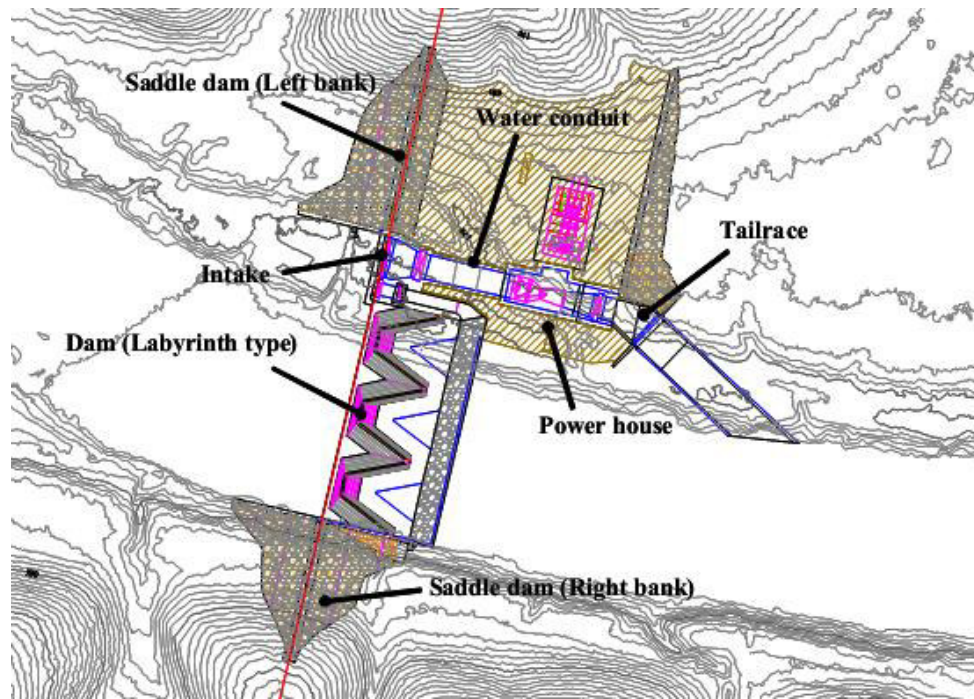 Saddle dam (Left bank)
Water conduit
Tailrace
Intake
Dam (Labyrinth type)
Power house
Saddle dam (Right bank)